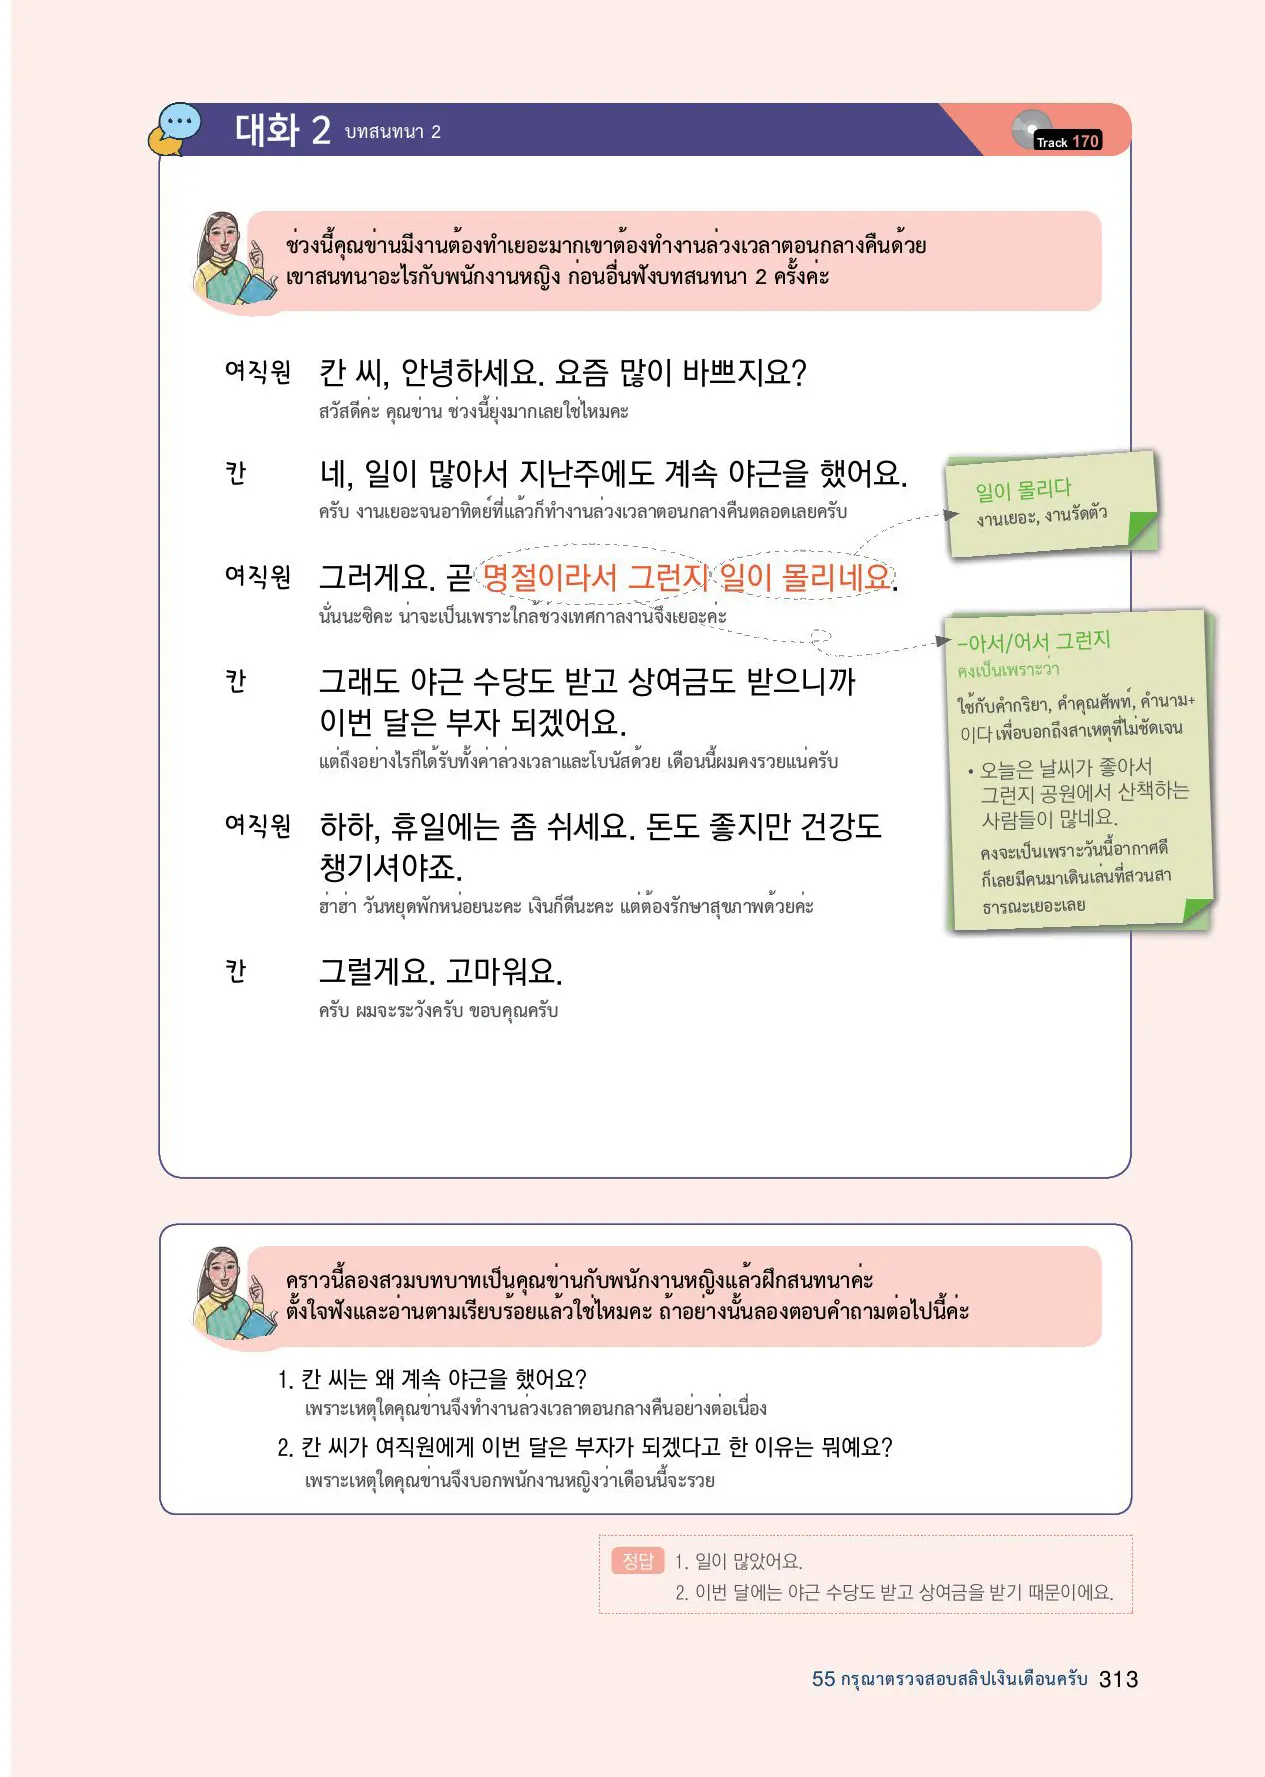 대화 2 บทสนทนา 2
Track 170
ช่วงนี้คุณข่านมีงานต้องทำเยอะมากเขาต้องทำงานล่วงเวลาตอนกลางคืนด้วย
เขาสนทนาอะไรกับพนักงานหญิง ก่อนอื่นฟังบทสนทนา 2 ครั้งค่ะ
여직원 칸 씨, 안녕하세요. 요즘 많이 바쁘지요?
สวัสดีค่ะ คุณข่าน ช่วงนี้ยุ่งมากเลยใช่ไหมคะ
칸 네, 일이 많아서 지난주에도 계속 야근을 했어요.
ครับ งานเยอะจนอาทิตย์ที่แล้วก็ทำงานล่วงเวลาตอนกลางคืนตลอดเลยครับ
여직원 그러게요. 곧 명절이라서 그런지 일이 몰리네요.
นั่นนะซิคะ น่าจะเป็นเพราะใกล้ช่วงเทศกาลงานจึงเยอะค่ะ
칸 그래도 야근 수당도 받고 상여금도 받으니까
이번 달은 부자 되겠어요.
แต่ถึงอย่างไรก็ได้รับทั้งค่าล่วงเวลาและโบนัสด้วย เดือนนี้ผมคงรวยแน่ครับ
여직원 하하, 휴일에는 좀 쉬세요. 돈도 좋지만 건강도
챙기셔야죠.
ฮ่าฮ่า วันหยุดพักหน่อยนะคะ เงินก็ดีนะคะ แต่ต้องรักษาสุขภาพด้วยค่ะ
칸 그럴게요. 고마워요.
ครับ ผมจะระวังครับ ขอบคุณครับ
일이 몰리다
งานเยอะ, งานรัดตัว
-아서/어서 그런지
คงเป็นเพราะว่า
ใช้กับคำกริยา, คำคุณศัพท์, คำนาม+
이다 เพื่อบอกถึงสาเหตุที่ไม่ชัดเจน
• 오늘은 날씨가 좋아서
그런지 공원에서 산책하는
사람들이 많네요.
คงจะเป็นเพราะวันนี้อากาศดี
ก็เลยมีคนมาเดินเล่นที่สวนสา
ธารณะเยอะเลย
คราวนี้ลองสวมบทบาทเป็นคุณข่านกับพนักงานหญิงแล้วฝึกสนทนาค่ะ
ตั้งใจฟังและอ่านตามเรียบร้อยแล้วใช่ไหมคะ ถ้าอย่างนั้นลองตอบคำถามต่อไปนี้ค่ะ
1. 칸 씨는 왜 계속 야근을 했어요?
เพราะเหตุใดคุณข่านจึงทำงานล่วงเวลาตอนกลางคืนอย่างต่อเนื่อง
2. 칸 씨가 여직원에게 이번 달은 부자가 되겠다고 한 이유는 뭐예요?
เพราะเหตุใดคุณข่านจึงบอกพนักงานหญิงว่าเดือนนี้จะรวย
정답 1. 일이 많았어요.
2. 이번 달에는 야근 수당도 받고 상여금을 받기 때문이에요.
55 กรุณาตรวจสอบสลิปเงินเดือนครับ 313